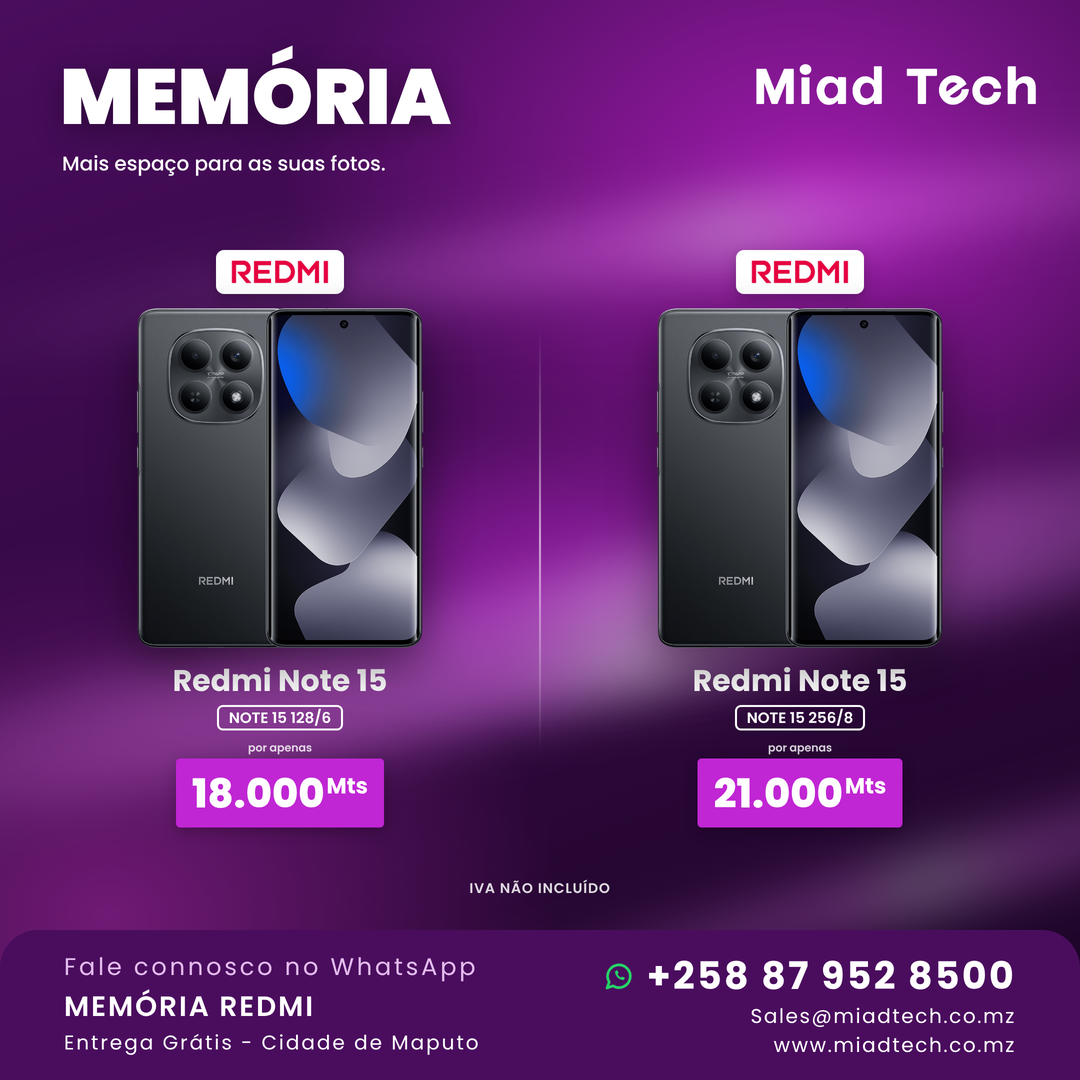 MEMÓRIA
Miad Tech
Mais espaço para as suas fotos.
REDMI
REDMI
REDMI
REDMI
Redmi Note 15
NOTE 15 128/6
por apenas
18.000Mts
Redmi Note 15
NOTE 15 256/8
por apenas
21.000Mts
IVA NÃO INCLUÍDO
Fale connosco no WhatsApp
MEMÓRIA REDMI
Entrega Grátis - Cidade de Maputo
+258 87 952 8500
Sales@miadtech.co.mz
www.miadtech.co.mz